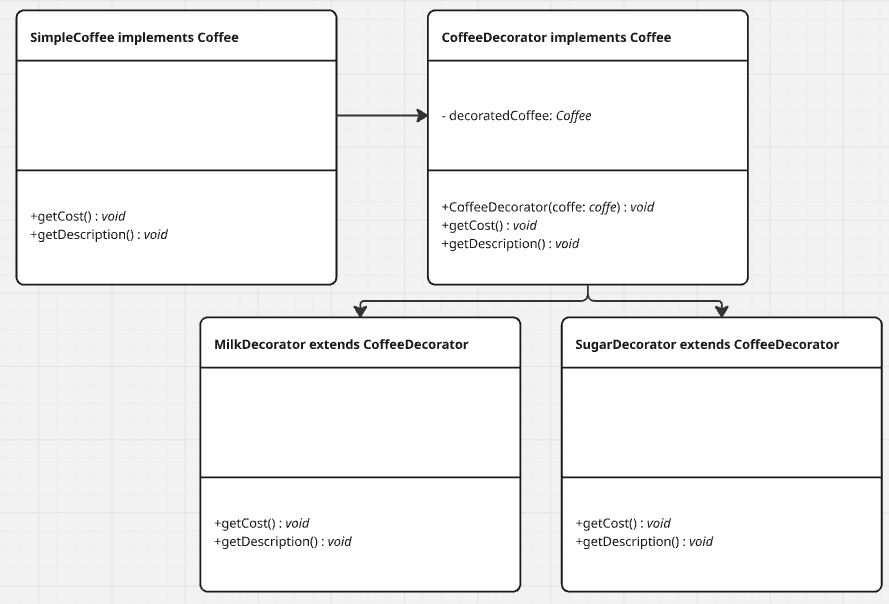 SimpleCoffee implements Coffee
+getCost() : void
+getDescription() : void
CoffeeDecorator implements Coffee
- decoratedCoffee: Coffee
+CoffeeDecorator(coffe: coffe) : void
+getCost() : void
+getDescription() : void
MilkDecorator extends CoffeeDecorator
+getCost() : void
+getDescription() : void
SugarDecorator extends CoffeeDecorator
+getCost() : void
+getDescription() : void